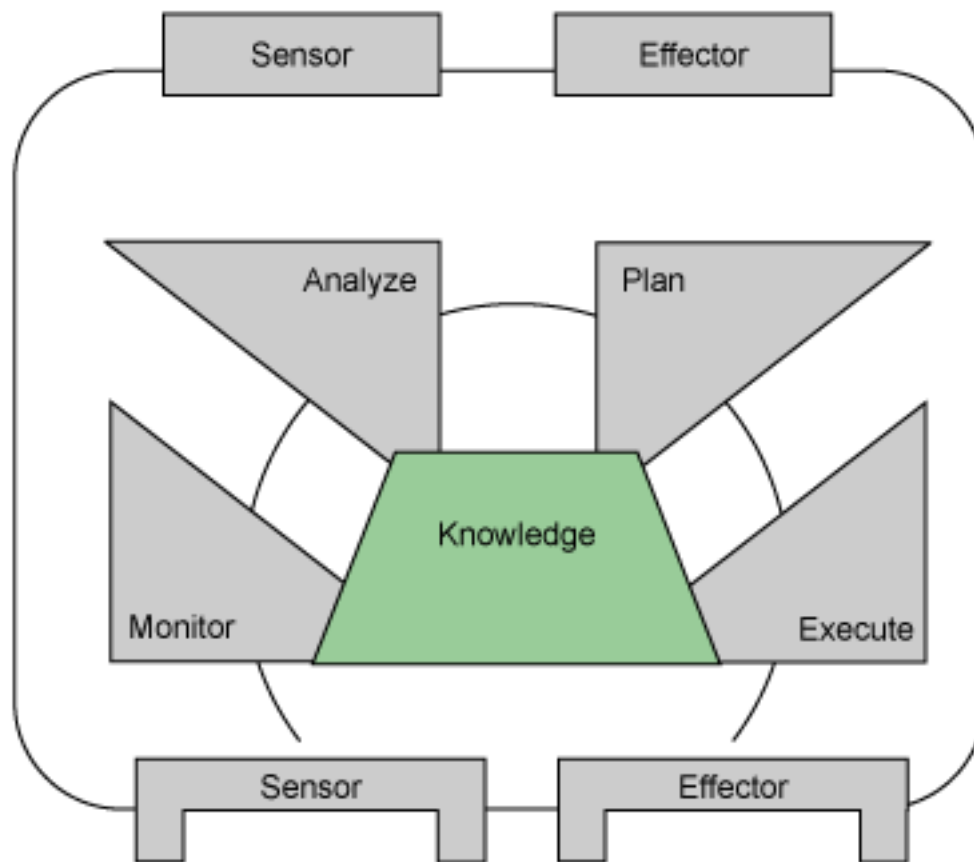 Sensor
Effector
Analyze
Plan
Knowledge
Monitor
Execute
Sensor
Effector